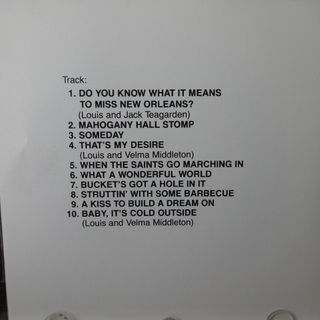 Track:
1. DO YOU KNOW WHAT IT MEANS
TO MISS NEW ORLEANS?
(Louis and Jack Teagarden)
2. MAHOGANY HALL STOMP
3. SOMEDAY
4. THAT'S MY DESIRE
(Louis and Velma Middleton)
5. WHEN THE SAINTS GO MARCHING IN
6. WHAT A WONDERFUL WORLD
7. BUCKET'S GOT A HOLE IN IT
8. STRUTTIN' WITH SOME BARBECUE
9. A KISS TO BUILD A DREAM ON
10. BABY, IT'S COLD OUTSIDE
(Louis and Velma Middleton)